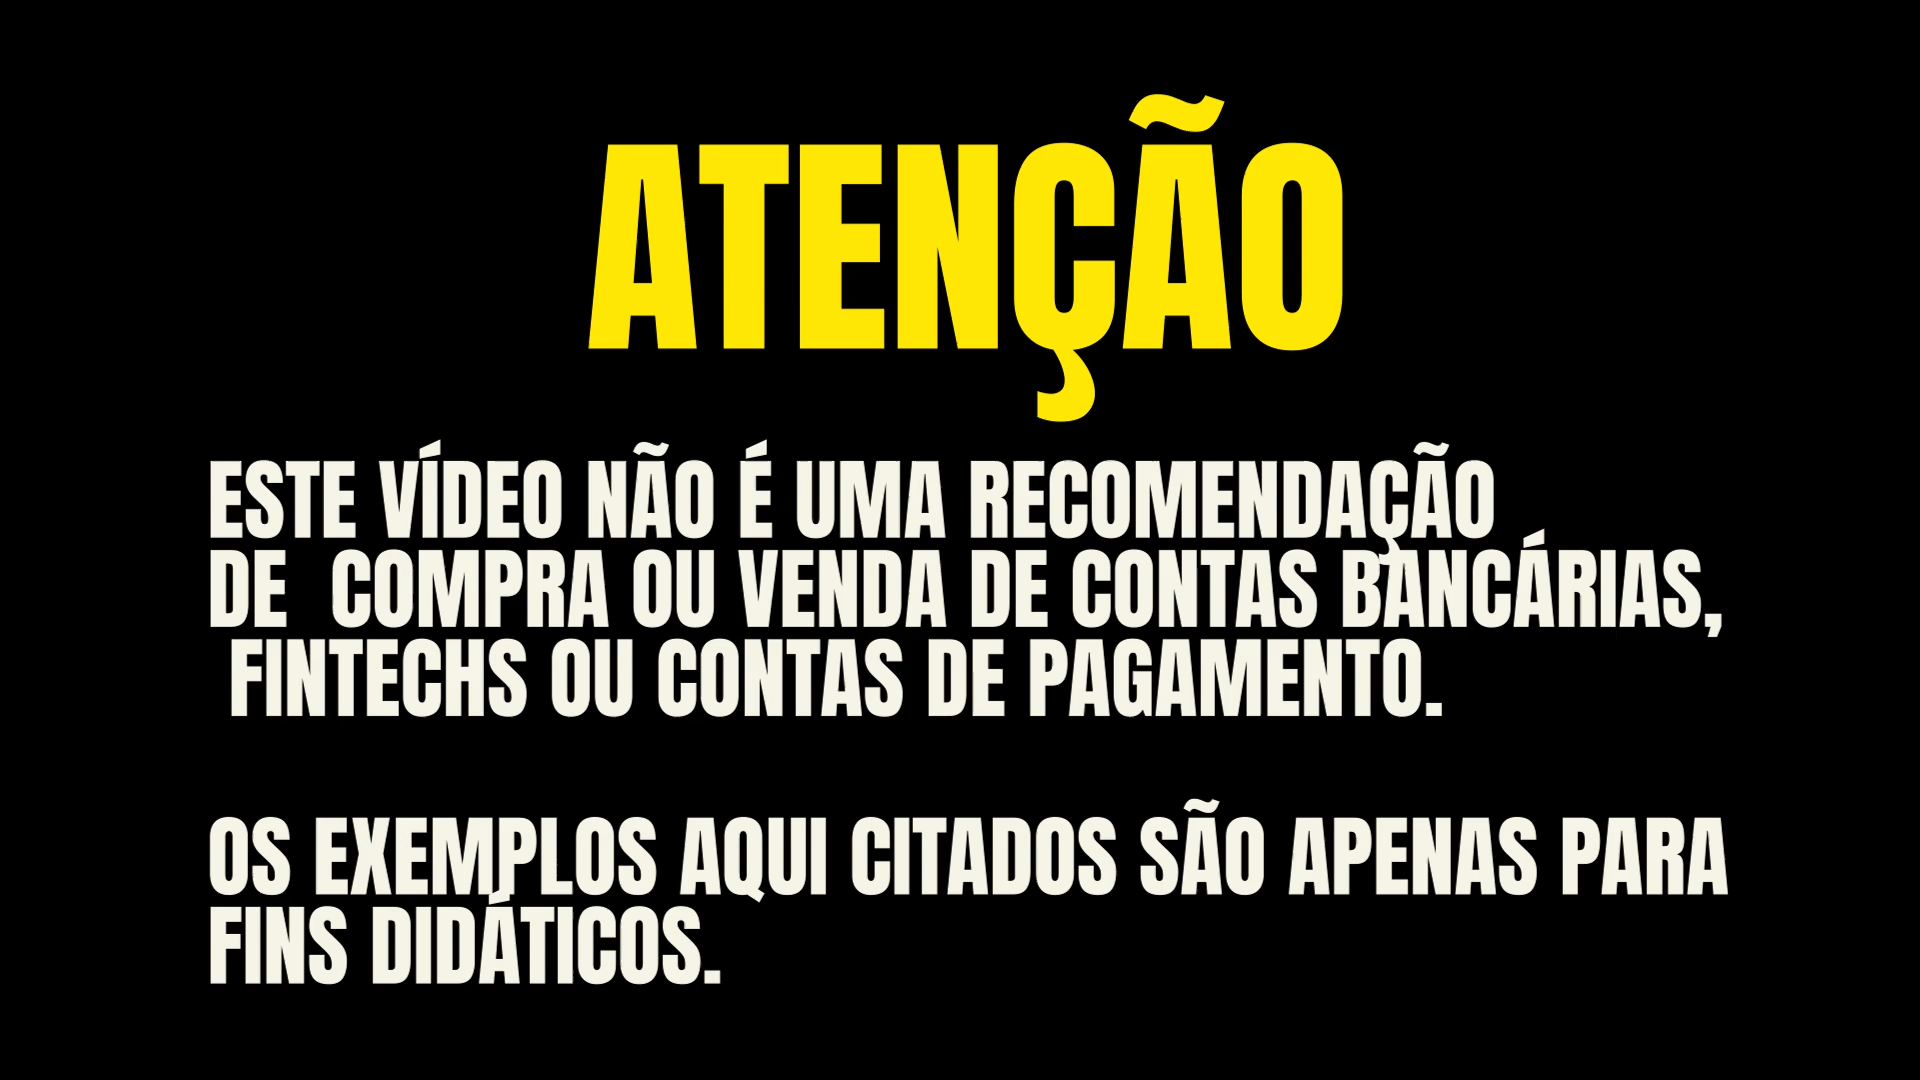 ATENÇÃO
ESTE VÍDEO NÃO É UMA RECOMENDAÇÃO
DE COMPRA OU VENDA DE CONTAS BANCÁRIAS,
FINTECHS OU CONTAS DE PAGAMENTO.
OS EXEMPLOS AQUI CITADOS SÃO APENAS PARA
FINS DIDÁTICOS.